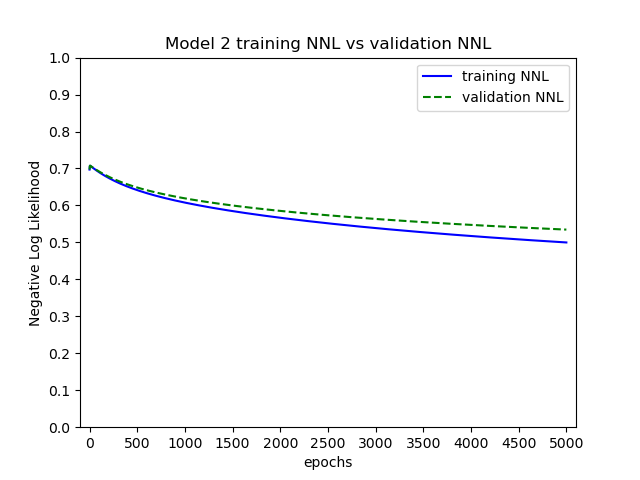 Model 2 training NNL vs validation NNL
training NNL
validation NNL
Negative Log Likelihood
1.0
0.9
0.8
0.7
0.6
0.5
0.4
0.3
0.2
0.1
0.0
0 500 1000 1500 2000 2500 3000 3500 4000 4500 5000
epochs